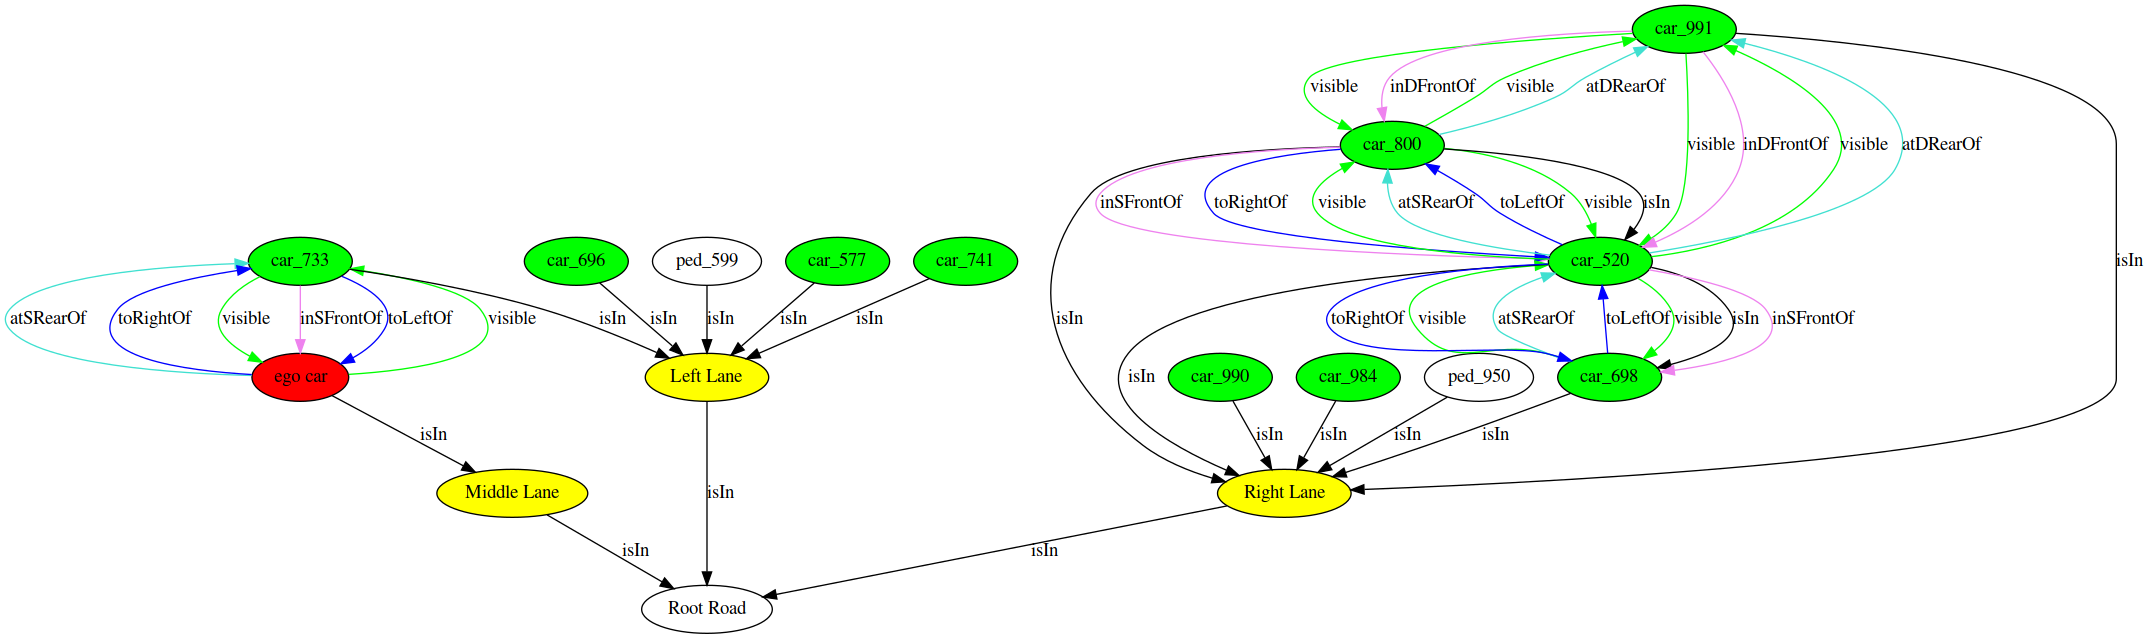 car_991
visible
inDFrontOf
visible
atDRearOf
car_800
visible
inDFrontOf
visible
atDRearOf
inSFrontOf
toRightOf
visible
atSRearOf
toLeftOf
visible
isIn
car_733
car_696
ped_599
car_577
car_741
car_520
isIn
atSRearOf
toRightOf
visible
inSFrontOf
toLeftOf
visible
isIn
isIn
isIn
isIn
isIn
isIn
toRightOf
visible
atSRearOf
toLeftOf
visible
isIn
inSFrontOf
ego car
Left Lane
isIn
car_990
car_984
ped_950
car_698
isIn
isIn
isIn
isIn
isIn
Middle Lane
isIn
Right Lane
isIn
isIn
Root Road